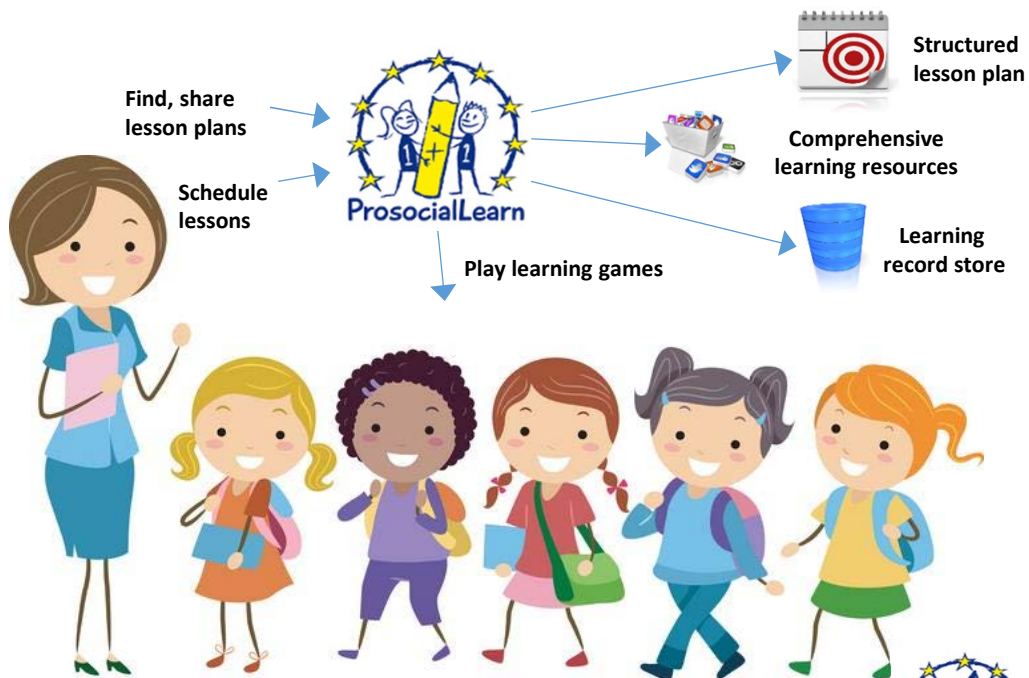 Find, share
lesson plans
Schedule
lessons
ProsocialLearn
Play learning games
Structured
lesson plan
Comprehensive
learning resources
Learning
record store